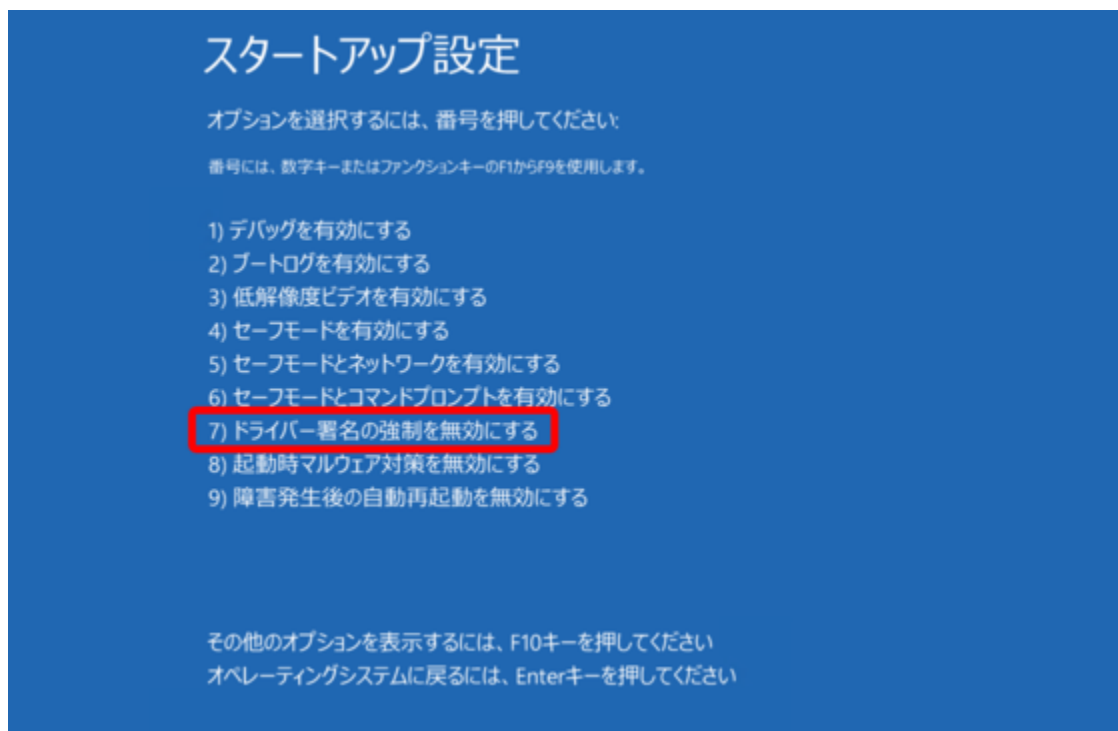 スタートアップ設定
オプションを選択するには、番号を押してください:
番号には、数字キーまたはファンクションキーのF1からF9を使用します。
1) デバッグを有効にする
2) ブートログを有効にする
3) 低解像度ビデオを有効にする
4) セーフモードを有効にする
5) セーフモードとネットワークを有効にする
6) セーフモードとコマンドプロンプトを有効にする
7) ドライバー署名の強制を無効にする
8) 起動時マルウェア対策を無効にする
9) 障害発生後の自動再起動を無効にする
その他のオプションを表示するには、F10キーを押してください
オペレーティングシステムに戻るには、Enterキーを押してください